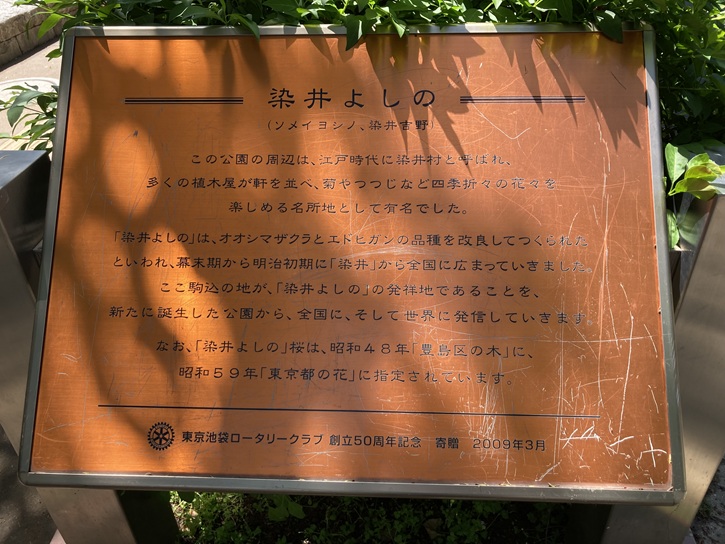 染井よしの
（ソメイヨシノ、染井吉野）
この公園の周辺は、江戸時代に染井村と呼ばれ、
多くの植木屋が軒を並べ、菊やつつじなど四季折々の花々を
楽しめる名所地として有名でした。
「染井よしの」は、オオシマザクラとエドヒガンの品種を改良してつくられた
といわれ、幕末期から明治初期に「染井」から全国に広まっていきました。
ここ駒込の地が、「染井よしの」の発祥地であることを、
新たに誕生した公園から、全国に、そして世界に発信していきます。
なお、「染井よしの」桜は、昭和４８年「豊島区の木」に、
昭和５９年「東京都の花」に指定されています。
東京池袋ロータリークラブ 創立50周年記念 寄贈 2009年3月